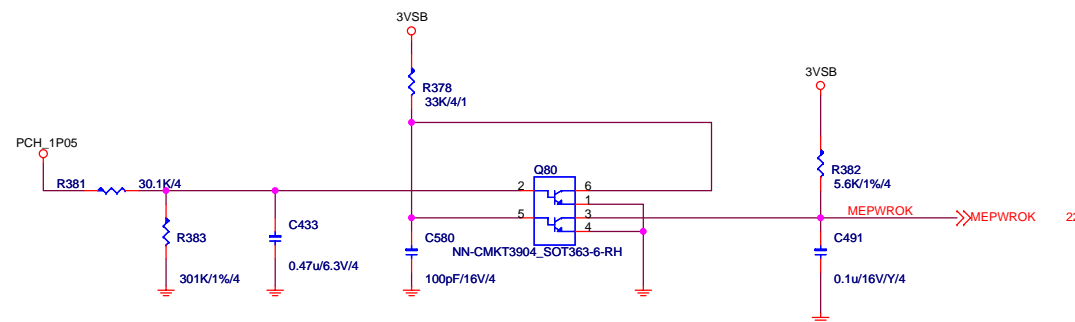 3VSB
R378
33K/4/1
3VSB
PCH_1P05
R381
30.1K/4
Q80
2
6
1
5
3
4
R382
5.6K/1%/4
MEPWROK
MEPWROK
R383
C433
C580
NN-CMKT3904_SOT363-6-RH
C491
301K/1%/4
0.47u/6.3V/4
100pF/16V/4
0.1u/16V/Y/4